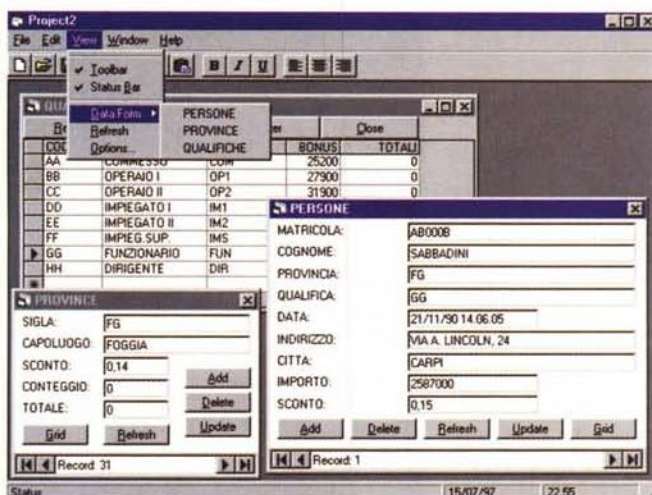 Project2
File Edit View Window Help
B I U
Toolbar
Status Bar
Data Form
Refresh
Options...
PERSONE
PROVINCE
QUALIFICHE
Close
BONUS TOTALI
AA COMMESSO COM 25200 0
BB OPERAIO I OP1 27900 0
CC OPERAIO II OP2 31900 0
DD IMPIEGATO I IM1
EE IMPIEGATO II IM2
FF IMPIEG.SUP. IMS
GG FUNZIONARIO FUN
HH DIRIGENTE DIR
PERSONE
MATRICOLA: AB000B
COGNOME: SABBADINI
PROVINCIA: FG
QUALIFICA: GG
DATA: 21/11/90 14.06.05
INDIRIZZO: VIA A. LINCOLN, 24
CITTA: CARPI
IMPORTO: 2587000
SCONTO: 0,15
Add Delete Refresh Update Grid
Record: 1
PROVINCE
SIGLA: FG
CAPOLUOGO: FOGGIA
SCONTO: 0,14
CONTEGGIO: 0
TOTALE: 0
Add
Delete
Update
Grid Refresh
Record: 31
Status 15/07/97 22.55